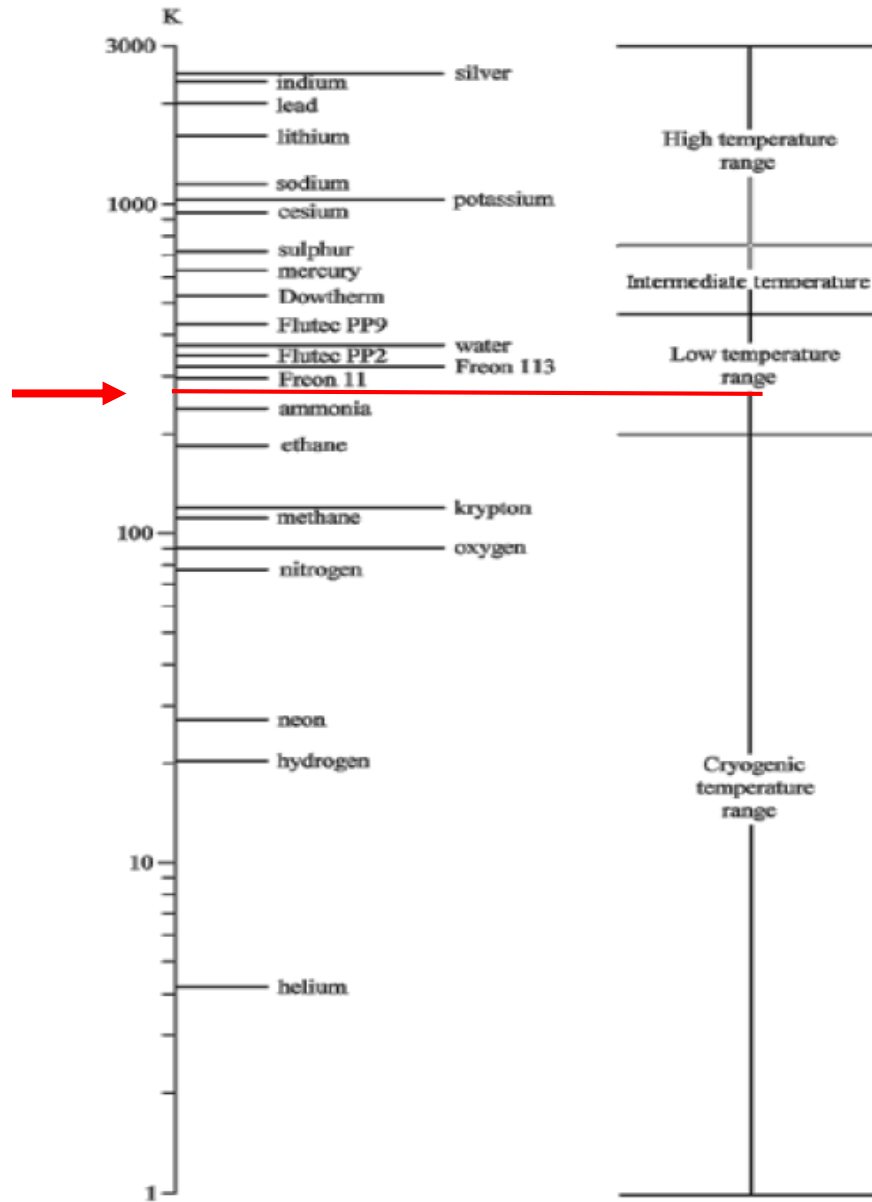 K
3000
silver
indium
lead
lithium
High temperature
range
sodium
potassium
1000
cesium
sulphur
mercury
Intermediate temperature
Dowtherm
Flutec PP9
water
Flutec PP2
Freon 113
Low temperature
range
Freon 11
ammonia
ethane
krypton
methane
100
oxygen
nitrogen
neon
hydrogen
Cryogenic
temperature
range
10
helium
1